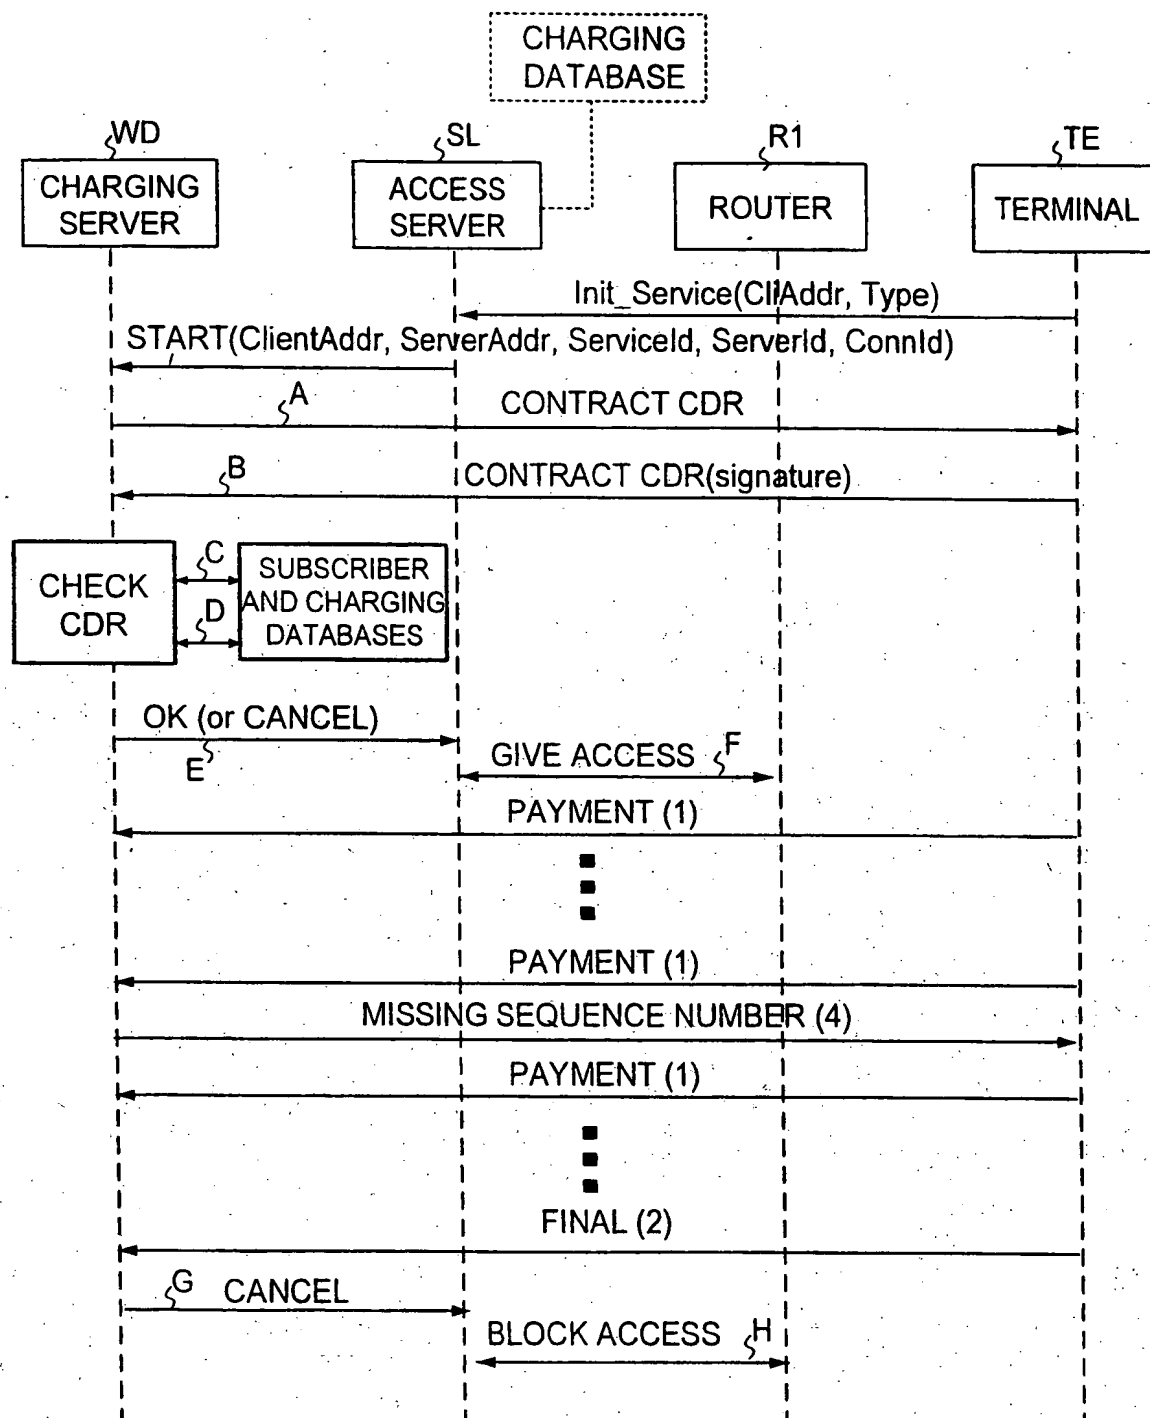 CHARGING
DATABASE
WD
SL
R1
TE
CHARGING
SERVER
ACCESS
SERVER
ROUTER
TERMINAL
Init_Service(CliAddr, Type)
START(ClientAddr, ServerAddr, ServiceId, ServerId, ConnId)
A
CONTRACT CDR
B
CONTRACT CDR(signature)
CHECK
CDR
C
D
SUBSCRIBER
AND CHARGING
DATABASES
OK (or CANCEL)
E
GIVE ACCESS
F
PAYMENT (1)
PAYMENT (1)
MISSING SEQUENCE NUMBER (4)
PAYMENT (1)
FINAL (2)
G
CANCEL
BLOCK ACCESS
H